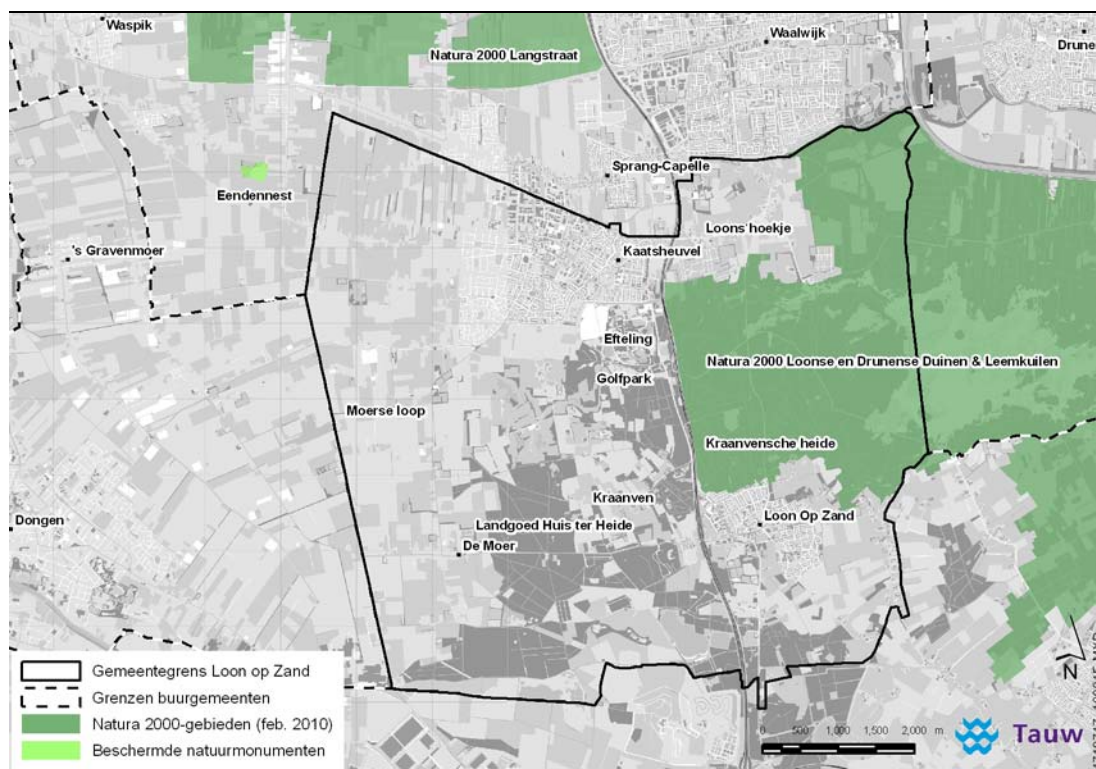 Waspik
Natura 2000 Langstraat
Waalwijk
Sprang-Capelle
Eendennest
's Gravenmoer
Loons'hoekje
Kaatsheuvel
Efteling
Natura 2000 Loonse en Drunense Duinen & Leemkuilen
Golfpark
Moerse loop
Kraanvensche heide
Kraanven
Dongen
Landgoed Huis ter Heide
Loon Op Zand
De Moer
Gemeentegrens Loon op Zand
Grenzen buurgemeenten
Natura 2000-gebieden (feb. 2010)
Beschermde natuurmonumenten
N
0 500 1,000 1,500 2,000 m
Tauw